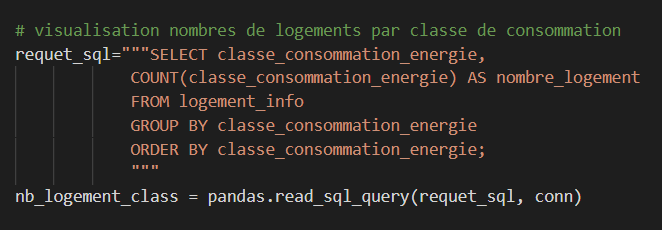 # visualisation nombres de logements par classe de consommation
requet_sql="""SELECT classe_consommation_energie,
COUNT(classe_consommation_energie) AS nombre_logement
FROM logement_info
GROUP BY classe_consommation_energie
ORDER BY classe_consommation_energie;
"""
nb_logement_class = pandas.read_sql_query(requet_sql, conn)